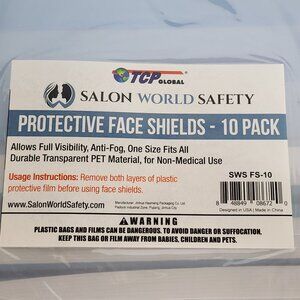 TCP
GLOBAL
SALON WORLD SAFETY
PROTECTIVE FACE SHIELDS - 10 PACK
Allows Full Visibility, Anti-Fog, One Size Fits All
Durable Transparent PET Material, for Non-Medical Use
SWS FS-10
Usage Instructions: Remove both layers of plastic
protective film before using face shields.
8 48849 08672 0
www.SalonWorldSafety.com
Designed in USA | Made in China
WARNING
PLASTIC BAGS AND FILMS CAN BE DANGEROUS. TO AVOID DANGER OR SUFFOCATION.
KEEP THIS BAG OR FILM AWAY FROM BABIES, CHILDREN AND PETS.